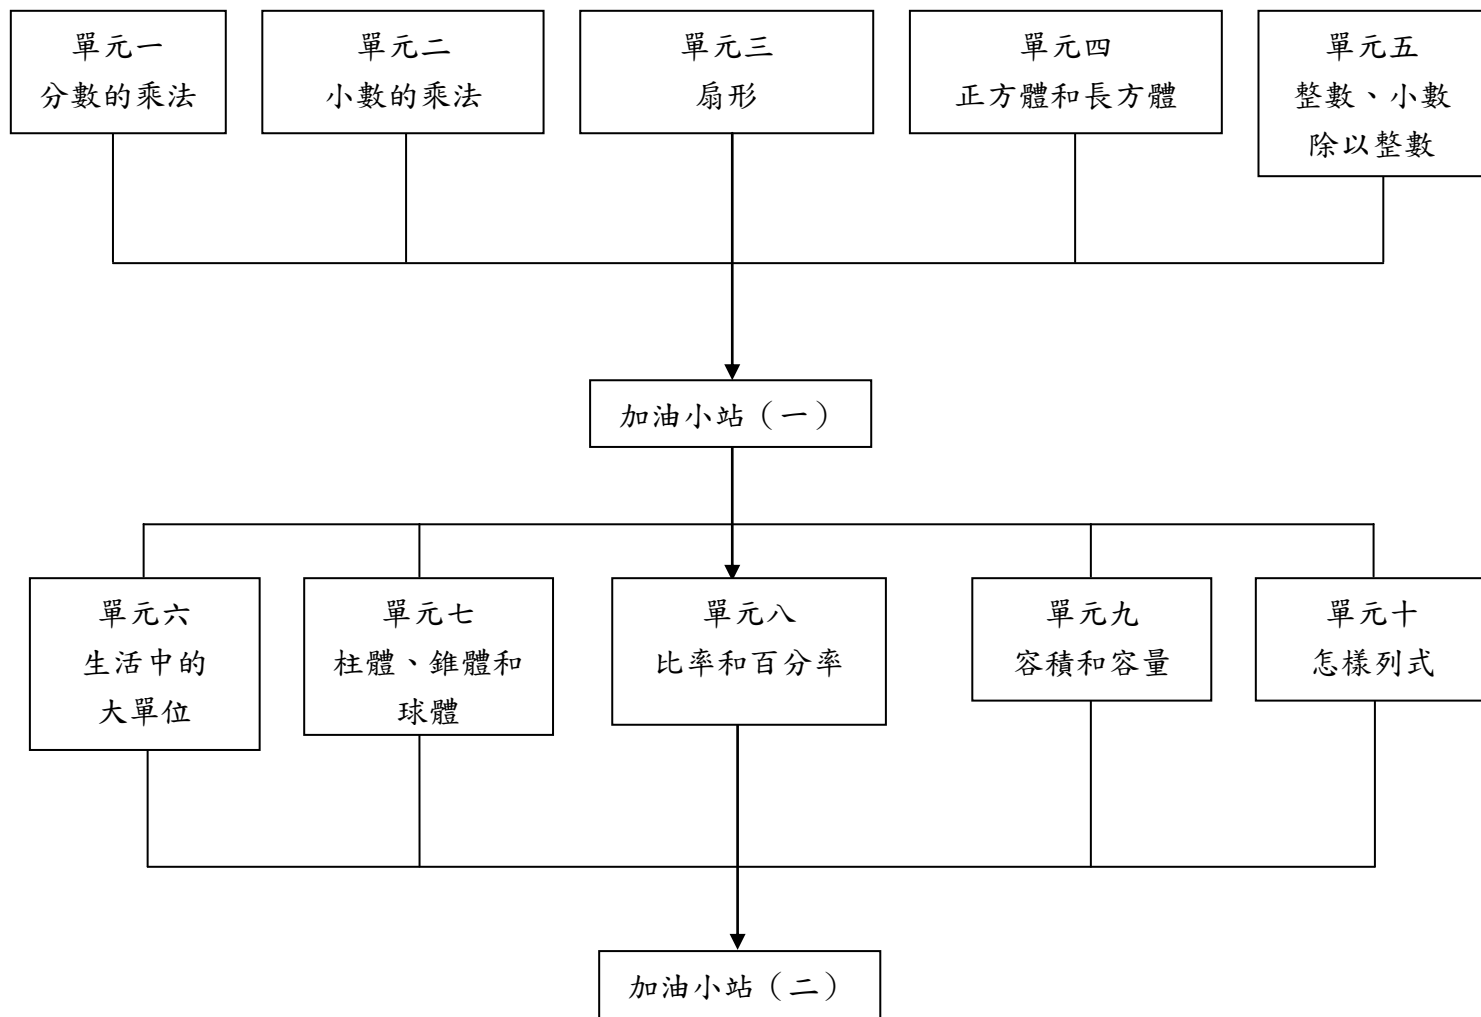 單元一
分數的乘法
單元二
小數的乘法
單元三
扇形
單元四
正方體和長方體
單元五
整數、小數
除以整數
加油小站（一）
單元六
生活中的
大單位
單元七
柱體、錐體和
球體
單元八
比率和百分率
單元九
容積和容量
單元十
怎樣列式
加油小站（二）